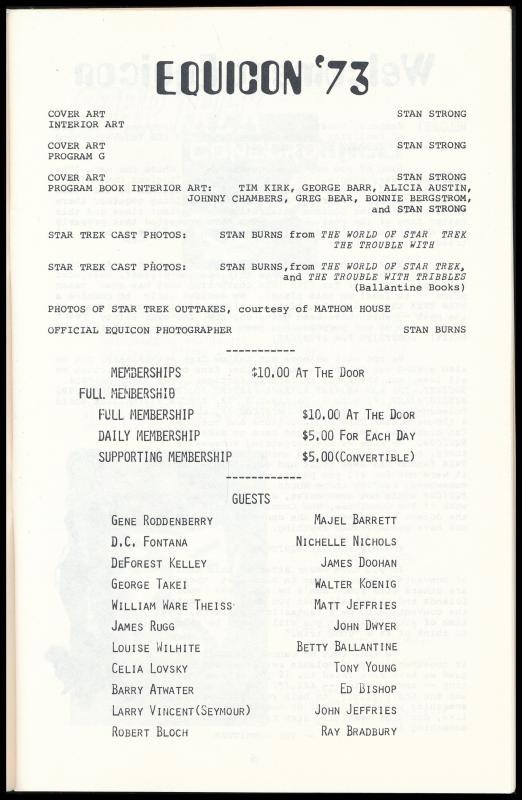 EQUICON '73
COVER ART STAN STRONG
INTERIOR ART
COVER ART STAN STRONG
PROGRAM G
COVER ART STAN STRONG
PROGRAM BOOK INTERIOR ART: TIM KIRK, GEORGE BARR, ALICIA AUSTIN,
JOHNNY CHAMBERS, GREG BEAR, BONNIE BERGSTROM,
and STAN STRONG
STAR TREK CAST PHOTOS: STAN BURNS from THE WORLD OF STAR TREK
THE TROUBLE WITH
STAR TREK CAST PHOTOS: STAN BURNS,from THE WORLD OF STAR TREK,
and THE TROUBLE WITH TRIBBLES
(Ballantine Books)
PHOTOS OF STAR TREK OUTTAKES, courtesy of MATHOM HOUSE
OFFICIAL EQUICON PHOTOGRAPHER STAN BURNS
-----------
MEMBERSHIPS $10.00 AT THE DOOR
FULL MEMBERSHIP
FULL MEMBERSHIP $10.00 AT THE DOOR
DAILY MEMBERSHIP $5.00 FOR EACH DAY
SUPPORTING MEMBERSHIP $5.00(CONVERTIBLE)
------------
GUESTS
GENE RODDENBERRY MAJEL BARRETT
D.C. FONTANA NICHELLE NICHOLS
DEFOREST KELLEY JAMES DOOHAN
GEORGE TAKEI WALTER KOENIG
WILLIAM WARE THEISS MATT JEFFRIES
JAMES RUGG JOHN DWYER
LOUISE WILHITE BETTY BALLANTINE
CELIA LOVSKY TONY YOUNG
BARRY ATWATER ED BISHOP
LARRY VINCENT(SEYMOUR) JOHN JEFFRIES
ROBERT BLOCH RAY BRADBURY